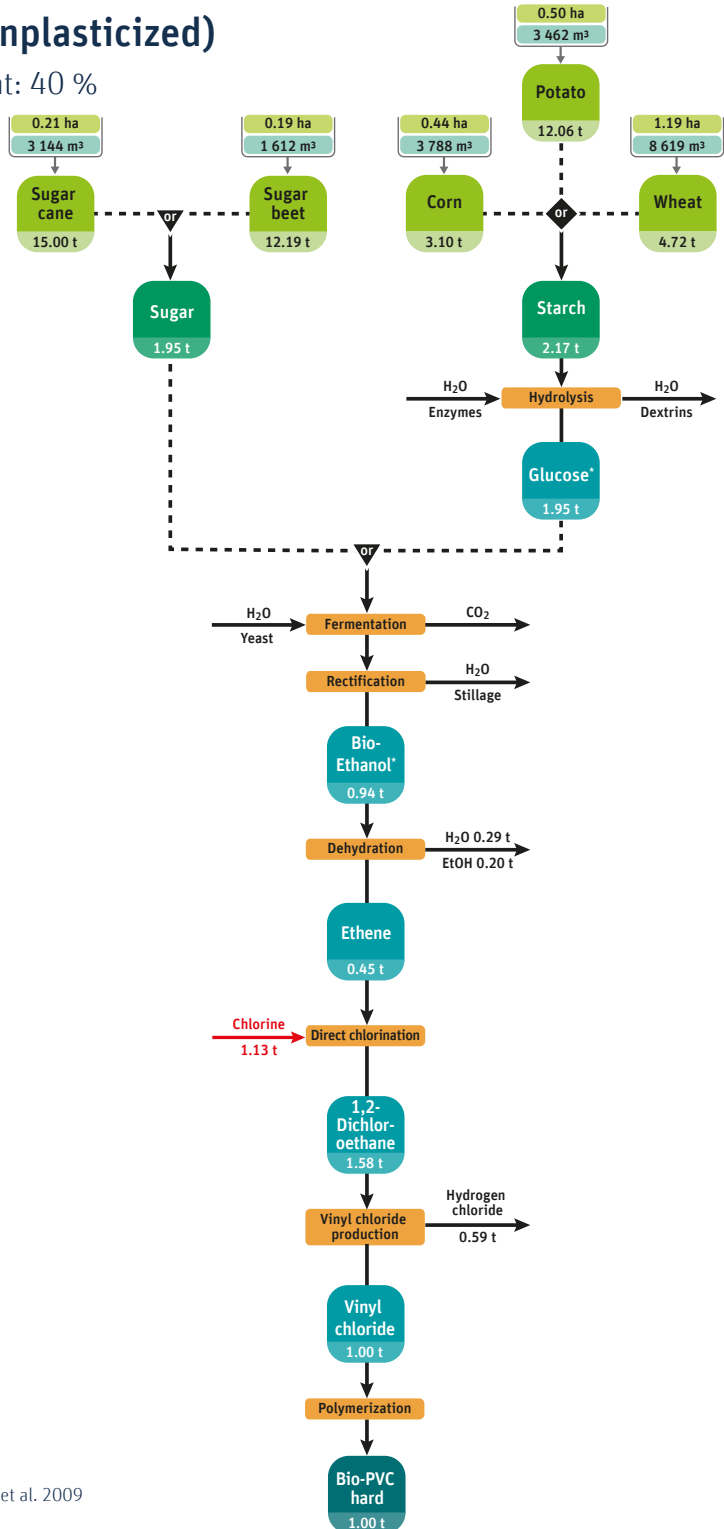 nplasticized)
t: 40 %
0.50 ha
3 462 m³
Potato
12.06 t
0.21 ha
3 144 m³
Sugar
cane
15.00 t
or
0.19 ha
1 612 m³
Sugar
beet
12.19 t
0.44 ha
3 788 m³
Corn
3.10 t
or
1.19 ha
8 619 m³
Wheat
4.72 t
Sugar
1.95 t
Starch
2.17 t
H₂O
Enzymes
Hydrolysis
H₂O
Dextrins
Glucose*
1.95 t
or
H₂O
Yeast
Fermentation
CO₂
Rectification
H₂O
Stillage
Bio-
Ethanol*
0.94 t
Dehydration
H₂O 0.29 t
EtOH 0.20 t
Ethene
0.45 t
Chlorine
1.13 t
Direct chlorination
1,2-
Dichlor-
oethane
1.58 t
Vinyl chloride
production
Hydrogen
chloride
0.59 t
Vinyl
chloride
1.00 t
Polymerization
Bio-PVC
hard
1.00 t
et al. 2009